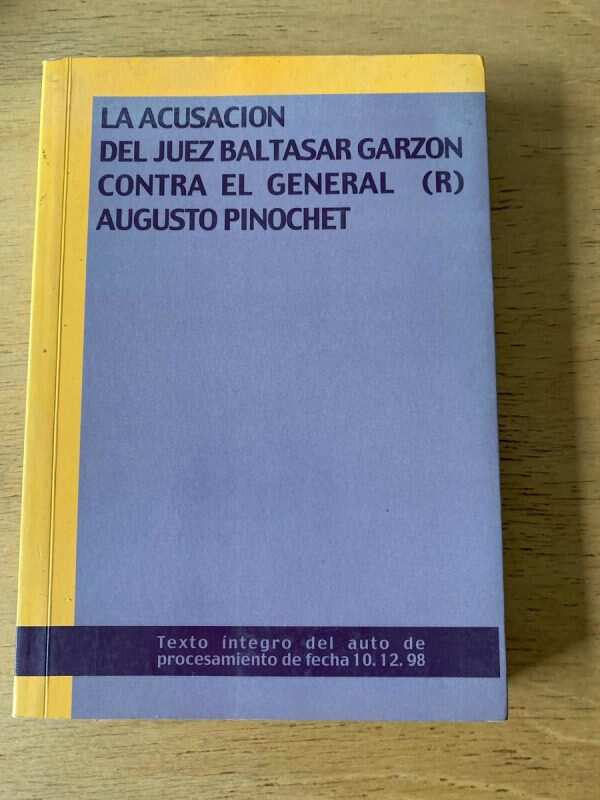 LA ACUSACION
DEL JUEZ BALTASAR GARZON
CONTRA EL GENERAL (R)
AUGUSTO PINOCHET
Texto íntegro del auto de
procesamiento de fecha 10.12.98